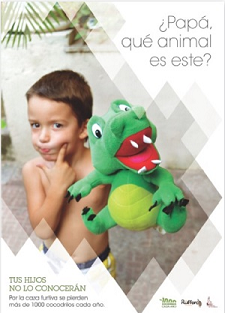 ¿Papá,
qué animal
es este?
TUS HIJOS
NO LO CONOCERÁN
Por la caza furtiva se pierden
más de 1000 cocodrilos cada año.